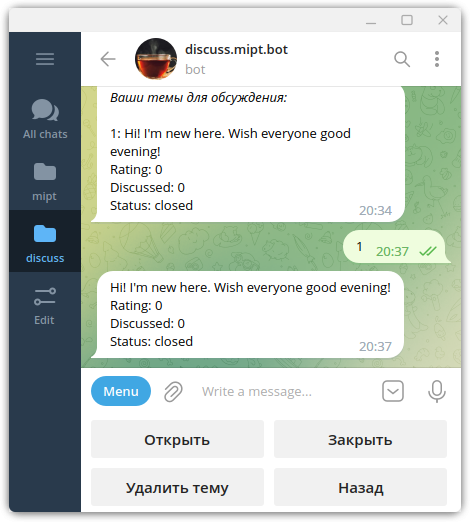 discuss.mipt.bot
bot
All chats
mipt
discuss
Edit
Ваши темы для обсуждения:
1: Hi! I'm new here. Wish everyone good
evening!
Rating: 0
Discussed: 0
Status: closed
20:34
1 20:37
Hi! I'm new here. Wish everyone good evening!
Rating: 0
Discussed: 0
Status: closed
20:37
Menu
Write a message...
Открыть
Закрыть
Удалить тему
Назад